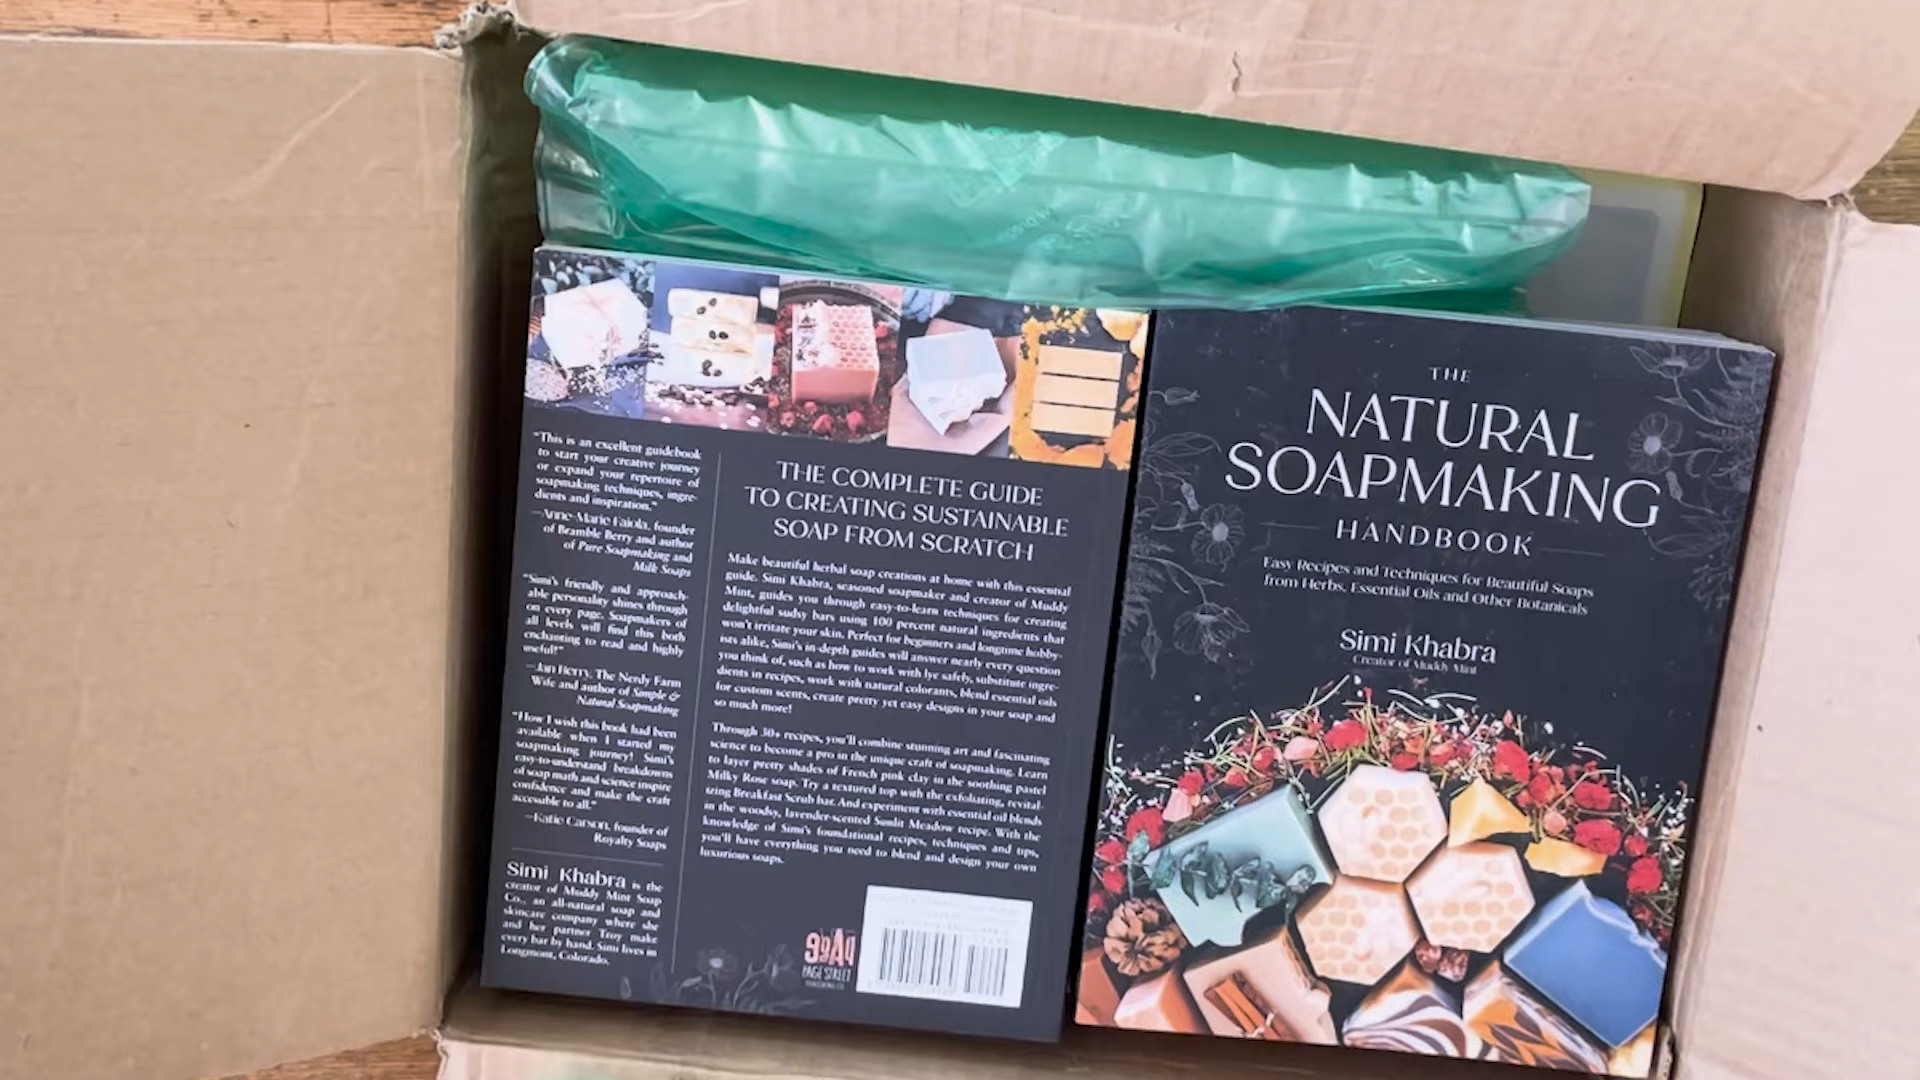 "This is an excellent guidebook
to start your creative journey
or expand your repertoire of
soapmaking techniques, ingre-
dients and inspiration."
—Anne-Marie Faiola, founder
of Bramble Berry and author
of Pure Soapmaking and
Milk Soaps
"Simi's friendly and approach-
able personality shines through
on every page. Soapmakers of
all levels will find this both
enchanting to read and highly
useful!"
—Jan Berry, The Nerdy Farm
Wife and author of Simple &
Natural Soapmaking
"How I wish this book had been
available when I started my
soapmaking journey! Simi's
easy-to-understand breakdowns
of soap math and science inspire
confidence and make the craft
accessible to all."
—Katie Carson, founder of
Royalty Soaps
Simi Khabra is the
creator of Muddy Mint Soap
Co., an all-natural soap and
skincare company where she
and her partner Troy make
every bar by hand. Simi lives in
Longmont, Colorado.
THE COMPLETE GUIDE
TO CREATING SUSTAINABLE
SOAP FROM SCRATCH
Make beautiful herbal soap creations at home with this essential
guide. Simi Khabra, seasoned soapmaker and creator of Muddy
Mint, guides you through easy-to-learn techniques for creating
delightful sudsy bars using 100 percent natural ingredients that
won't irritate your skin. Perfect for beginners and longtime hobby-
ists alike, Simi's in-depth guides will answer nearly every question
you think of, such as how to work with lye safely, substitute ingre-
dients in recipes, work with natural colorants, blend essential oils
for custom scents, create pretty yet easy designs in your soap and
so much more!
Through 30+ recipes, you'll combine stunning art and fascinating
science to become a pro in the unique craft of soapmaking. Learn
to layer pretty shades of French pink clay in the soothing pastel
Milky Rose soap. Try a textured top with the exfoliating, revital-
izing Breakfast Scrub bar. And experiment with essential oil blends
in the woodsy, lavender-scented Sunlit Meadow recipe. With the
knowledge of Simi's foundational recipes, techniques and tips,
you'll have everything you need to blend and design your own
luxurious soaps.
PAGE STREET
PUBLISHING CO.
THE
NATURAL
SOAPMAKING
HANDBOOK
Easy Recipes and Techniques for Beautiful Soaps
from Herbs, Essential Oils and Other Botanicals
Simi Khabra
Creator of Muddy Mint